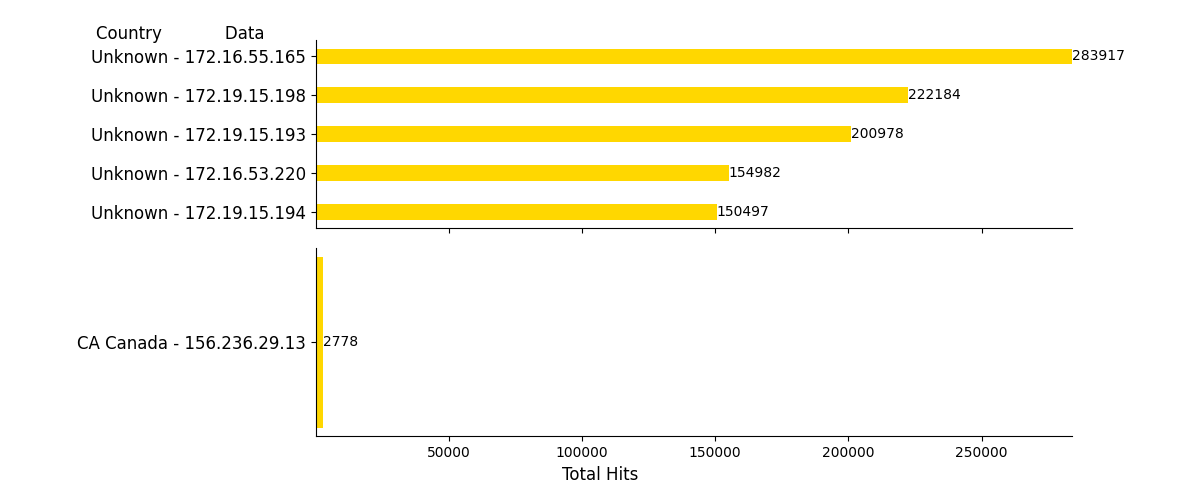 Country Data
Unknown - 172.16.55.165 283917
Unknown - 172.19.15.198 222184
Unknown - 172.19.15.193 200978
Unknown - 172.16.53.220 154982
Unknown - 172.19.15.194 150497
CA Canada - 156.236.29.13 2778
50000 100000 150000 200000 250000
Total Hits